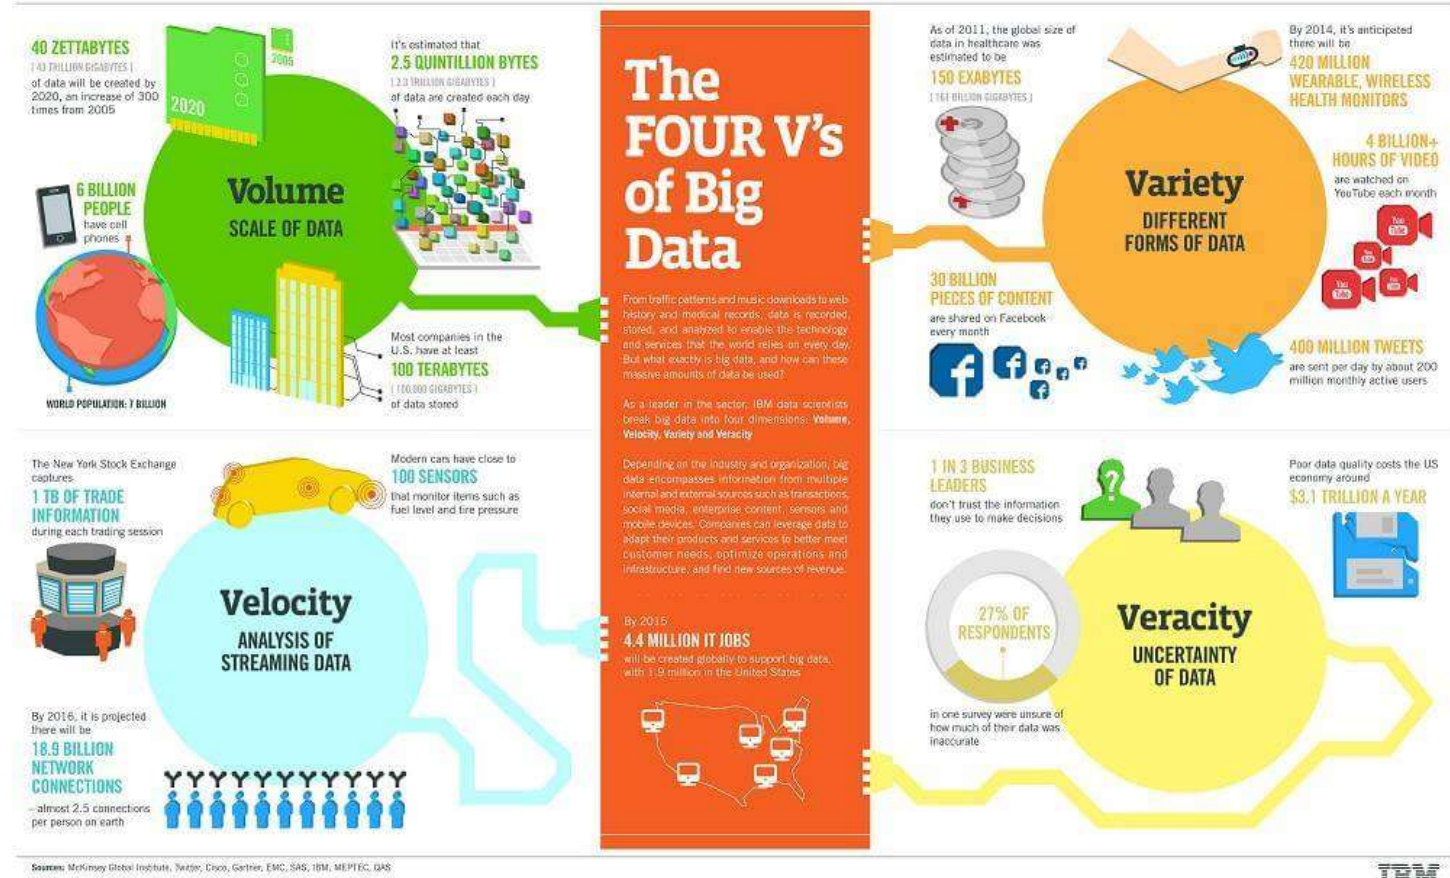 40 ZETTABYTES
[ 43 TRILLION GIGABYTES ]
of data will be created by
2020, an increase of 300
times from 2005
2020
2005
It's estimated that
2.5 QUINTILLION BYTES
[ 2.3 TRILLION GIGABYTES ]
of data are created each day
6 BILLION
PEOPLE
have cell
phones
WORLD POPULATION: 7 BILLION
Volume
SCALE OF DATA
Most companies in the
U.S. have at least
100 TERABYTES
[ 100,000 GIGABYTES ]
of data stored
The New York Stock Exchange
captures
1 TB OF TRADE
INFORMATION
during each trading session
Modern cars have close to
100 SENSORS
that monitor items such as
fuel level and tire pressure
Velocity
ANALYSIS OF
STREAMING DATA
By 2016, it is projected
there will be
18.9 BILLION
NETWORK
CONNECTIONS
– almost 2.5 connections
per person on earth
The
FOUR V's
of Big
Data
From traffic patterns and music downloads to web
history and medical records, data is recorded,
stored, and analyzed to enable the technology
and services that the world relies on every day.
But what exactly is big data, and how can these
massive amounts of data be used?
As a leader in the sector, IBM data scientists
break big data into four dimensions: Volume,
Velocity, Variety and Veracity
Depending on the industry and organization, big
data encompasses information from multiple
internal and external sources such as transactions,
social media, enterprise content, sensors and
mobile devices. Companies can leverage data to
adapt their products and services to better meet
customer needs, optimize operations and
infrastructure, and find new sources of revenue.
By 2015
4.4 MILLION IT JOBS
will be created globally to support big data,
with 1.9 million in the United States
As of 2011, the global size of
data in healthcare was
estimated to be
150 EXABYTES
[ 161 BILLION GIGABYTES ]
By 2014, it's anticipated
there will be
420 MILLION
WEARABLE, WIRELESS
HEALTH MONITORS
4 BILLION+
HOURS OF VIDEO
are watched on
YouTube each month
You
Tube
You
Tube
You
Tube
You
Tube
Variety
DIFFERENT
FORMS OF DATA
30 BILLION
PIECES OF CONTENT
are shared on Facebook
every month
f
f
f
f
f
f
400 MILLION TWEETS
are sent per day by about 200
million monthly active users
1 IN 3 BUSINESS
LEADERS
don't trust the information
they use to make decisions
?
Poor data quality costs the US
economy around
$3.1 TRILLION A YEAR
27% OF
RESPONDENTS
in one survey were unsure of
how much of their data was
inaccurate
Veracity
UNCERTAINTY
OF DATA
Sources: McKinsey Global Institute, Twitter, Cisco, Gartner, EMC, SAS, IBM, MEPTEC, QAS
IBM